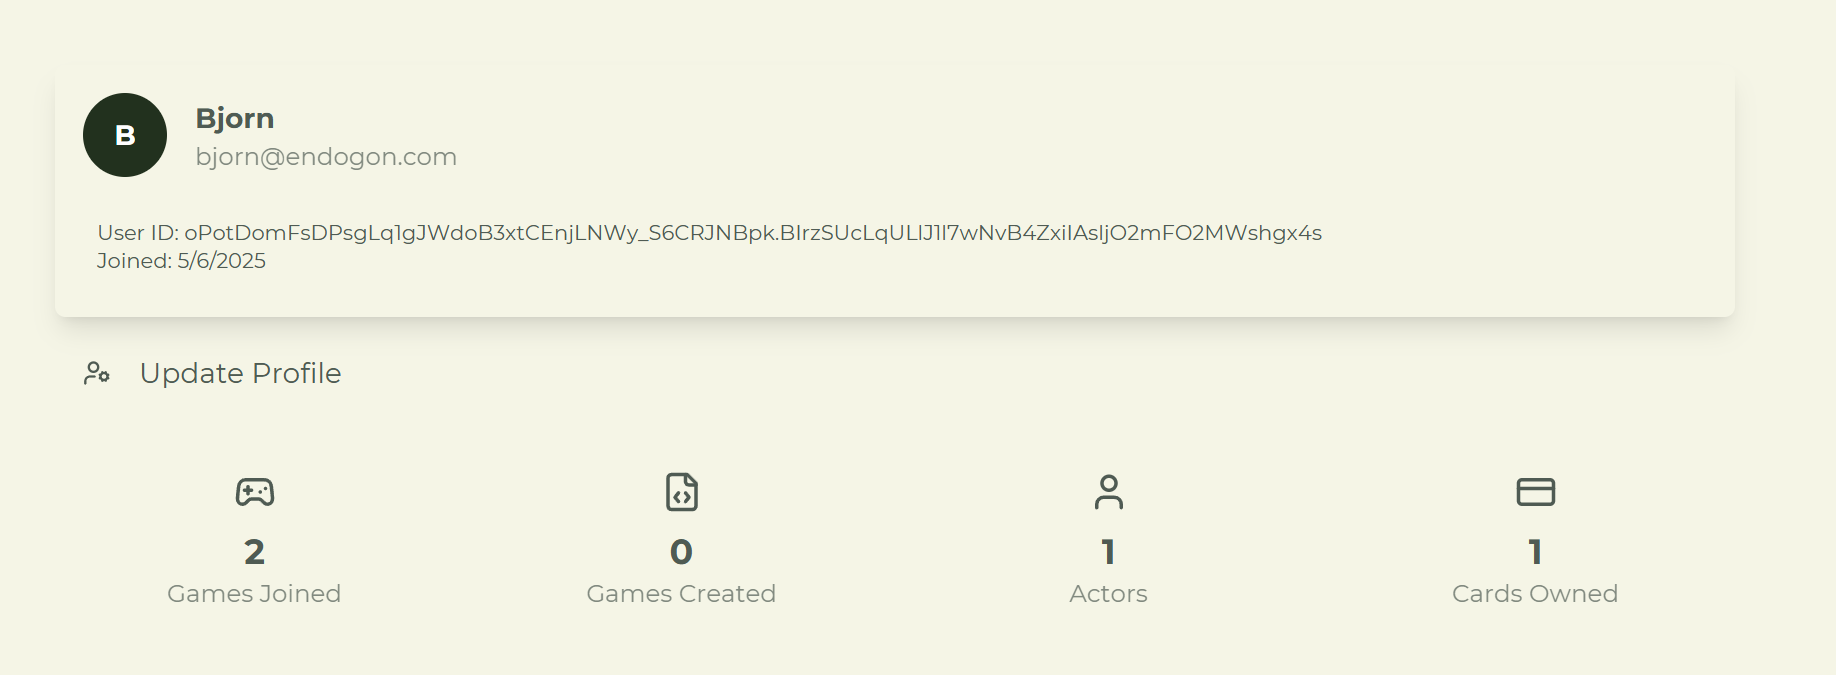 B
Bjorn
bjorn@endogon.com
User ID: oPotDomFsDPsgLq1gJWdoB3xtCEnjLNWy_S6CRJNBpk.BIrzSUcLqULlJ1I7wNvB4ZxiIAsljO2mFO2MWshgx4s
Joined: 5/6/2025
Update Profile
2
Games Joined
0
Games Created
1
Actors
1
Cards Owned